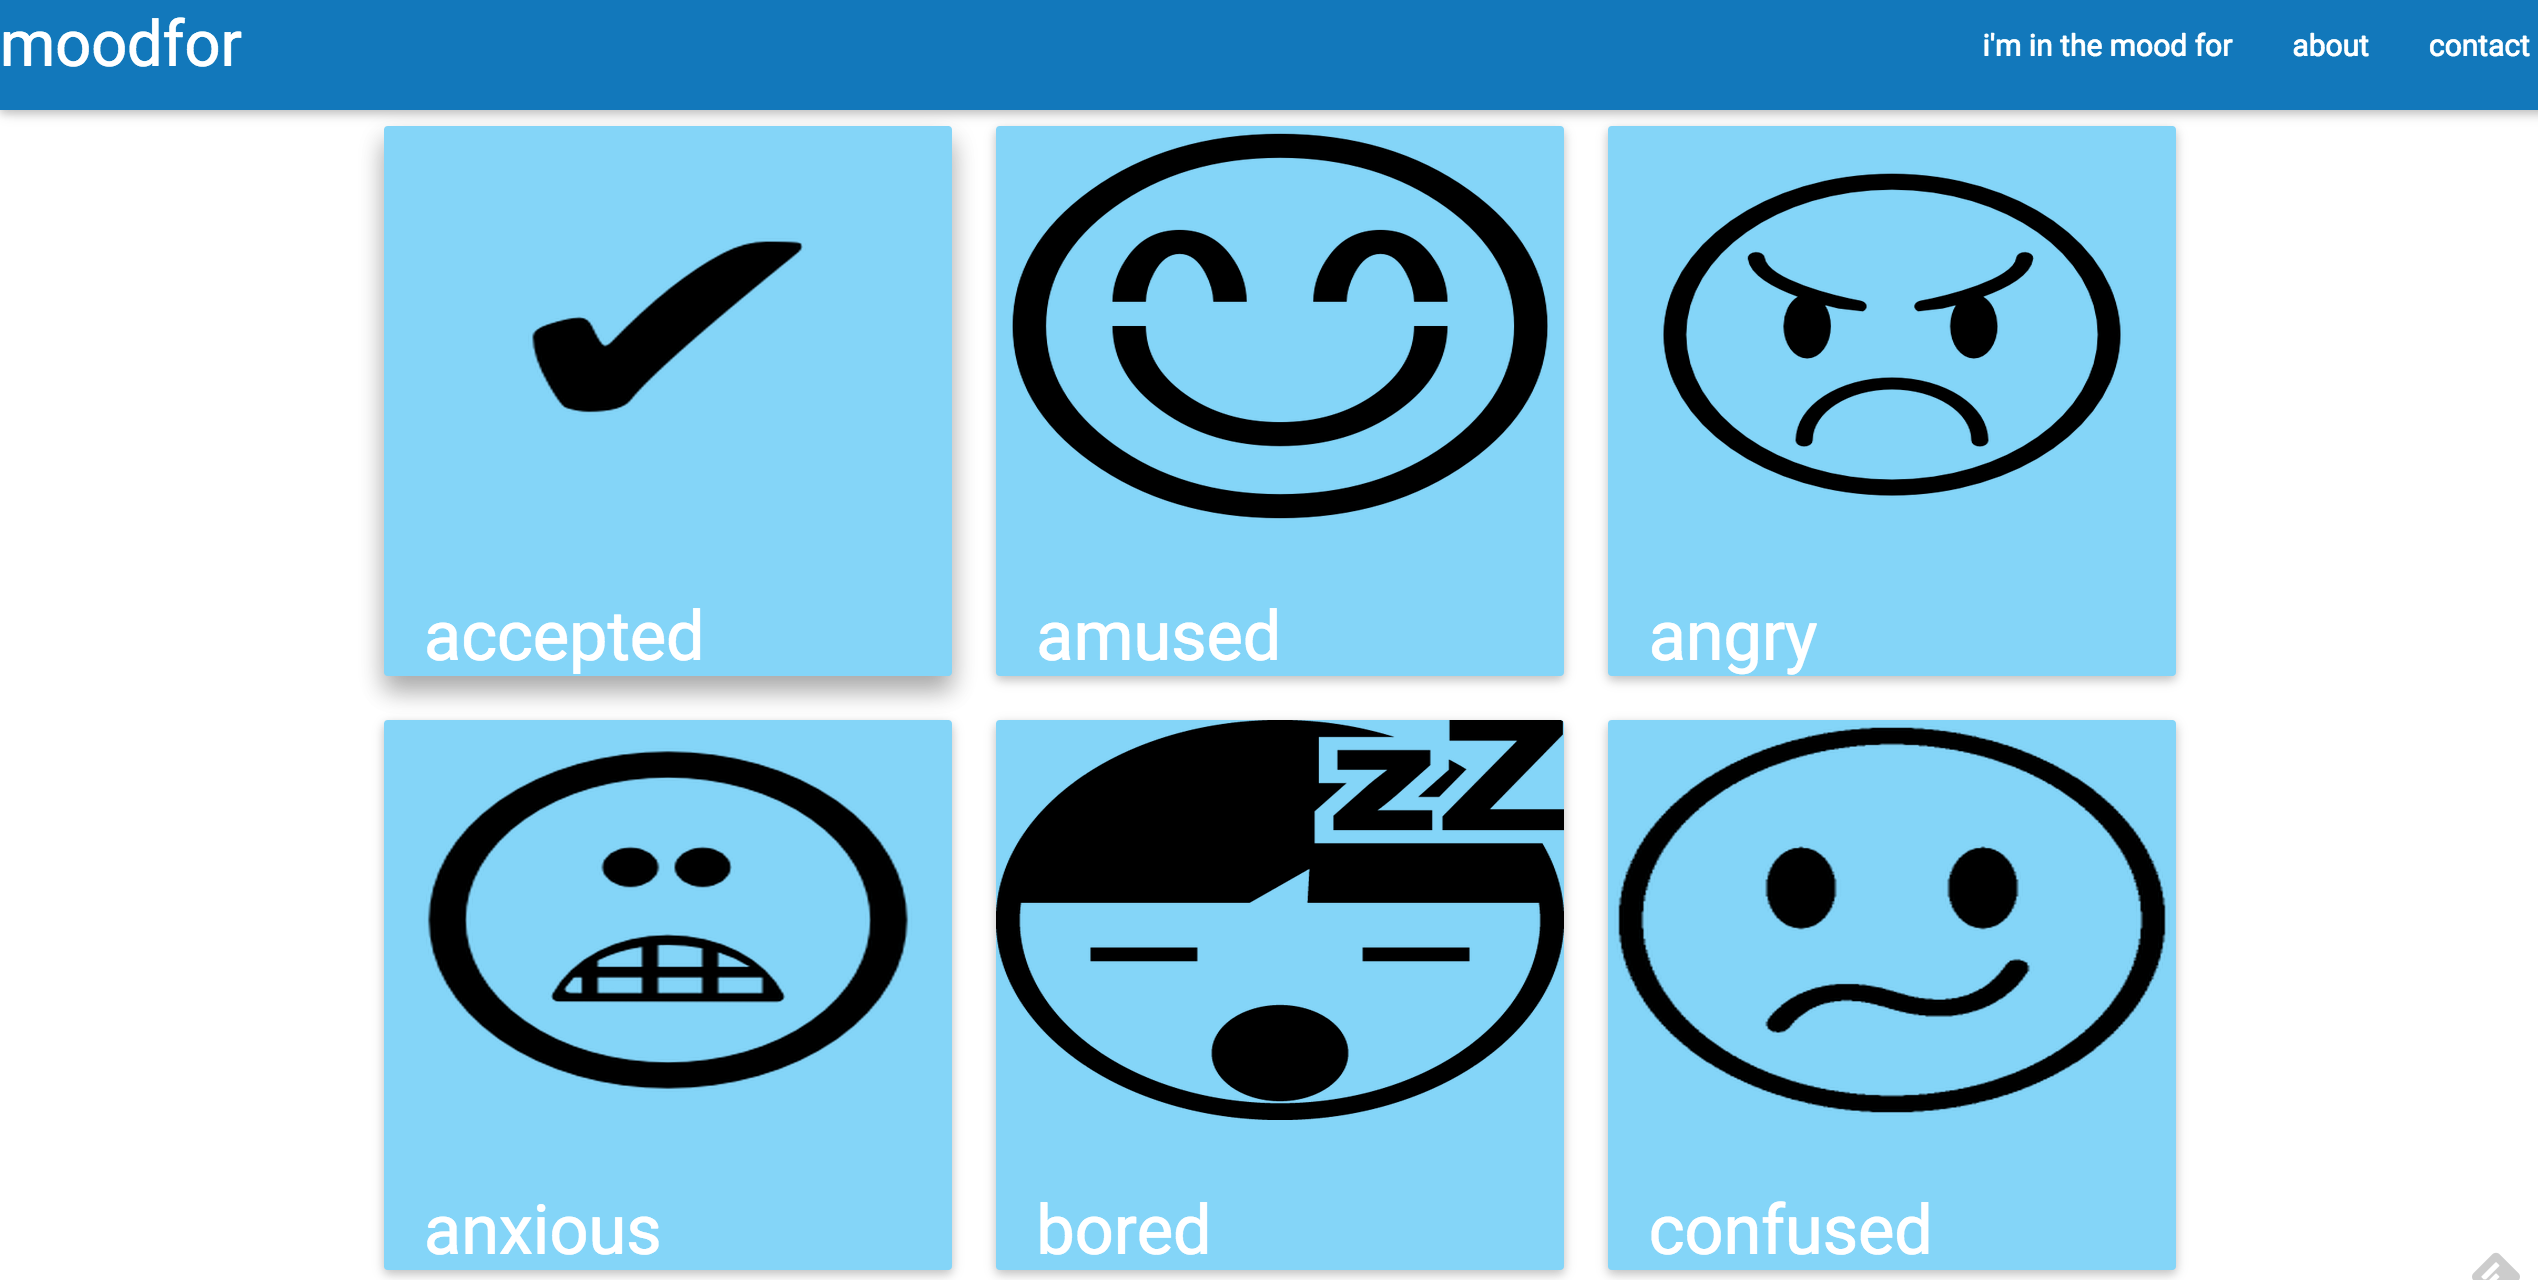 moodfor
i'm in the mood for
about
contact
accepted
amused
angry
zZ
anxious
bored
confused